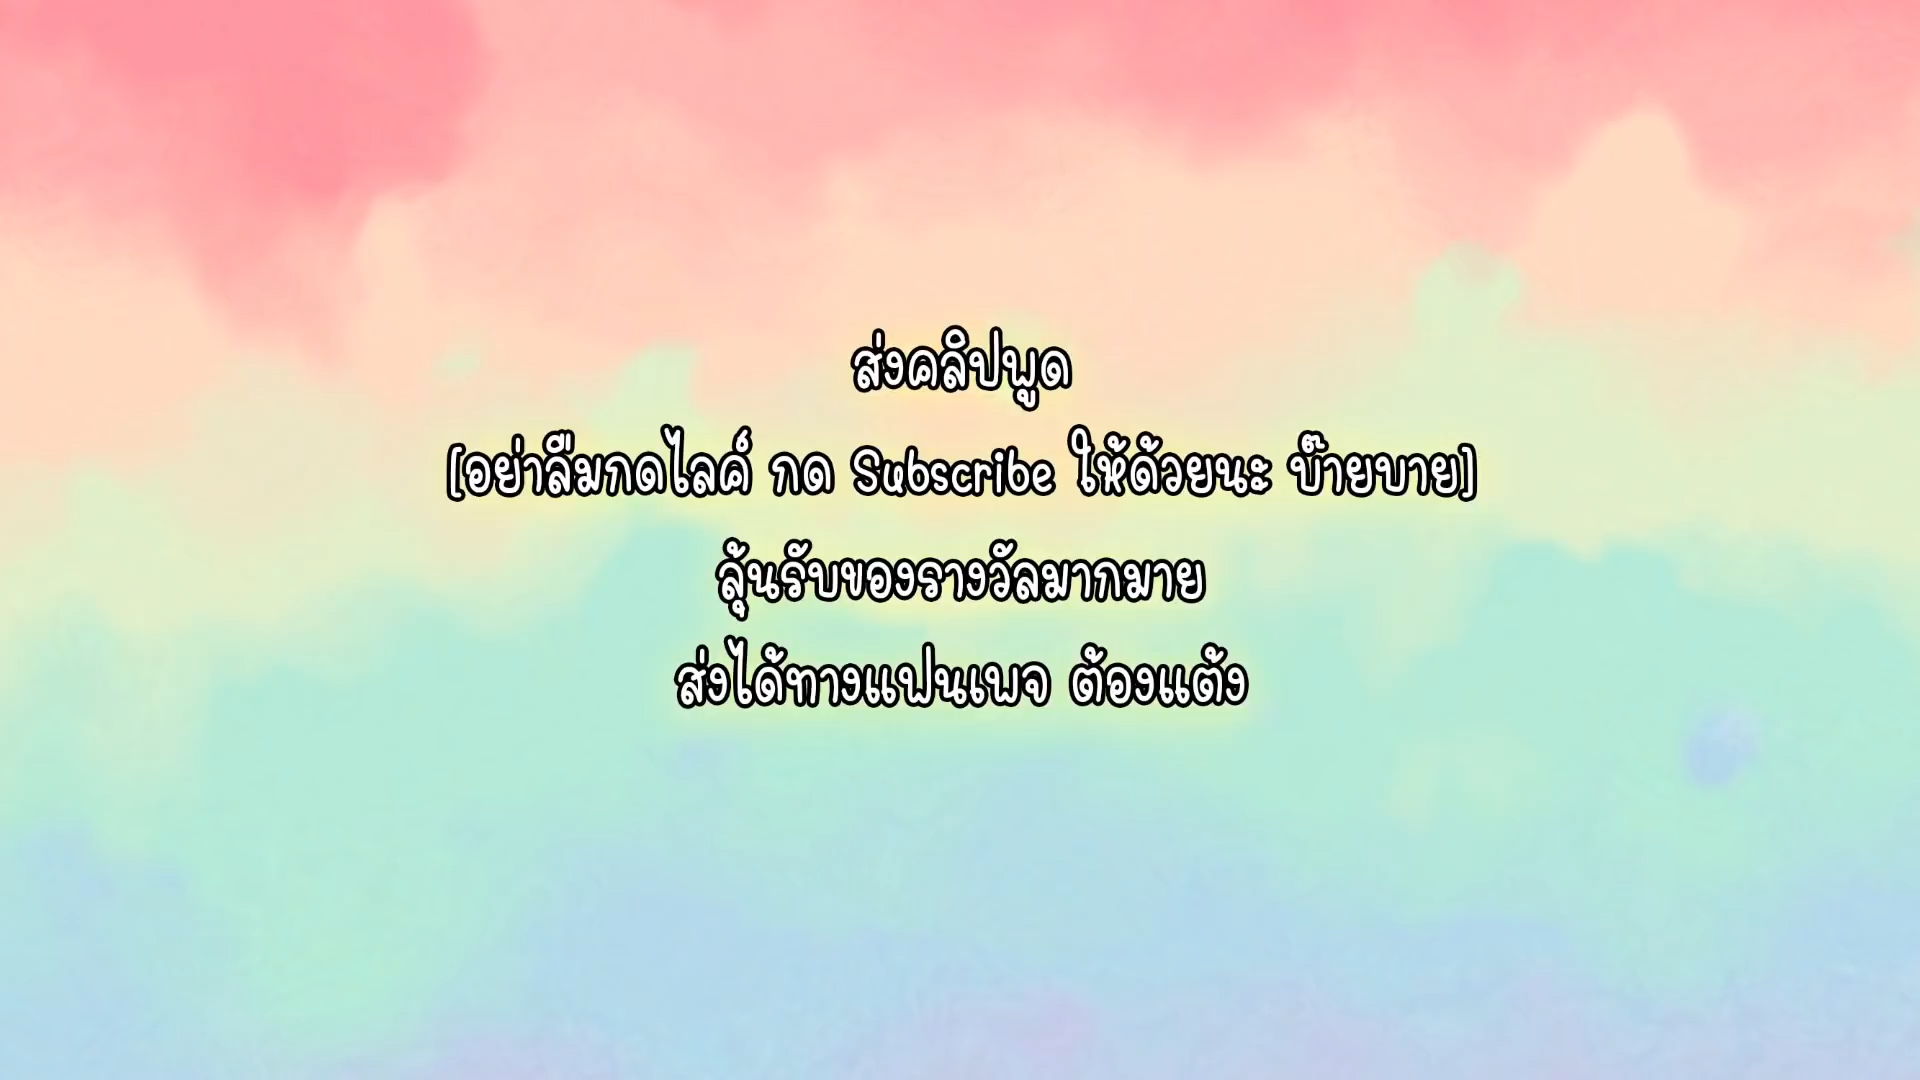 ส่งคลิปพูด
(อย่าลืมกดไลค์ กด Subscribe ให้ด้วยนะ บ๊ายบาย)
ลุ้นรับของรางวัลมากมาย
ส่งได้ทางแฟนเพจ ต้องแต้ง